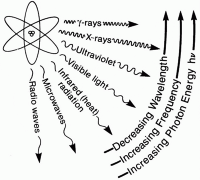 γ-rays
X-rays
Ultraviolet
Visible light
Infrared (heat)
radiation
Microwaves
Radio waves
Decreasing Wavelength
Increasing Frequency
Increasing Photon Energy hν